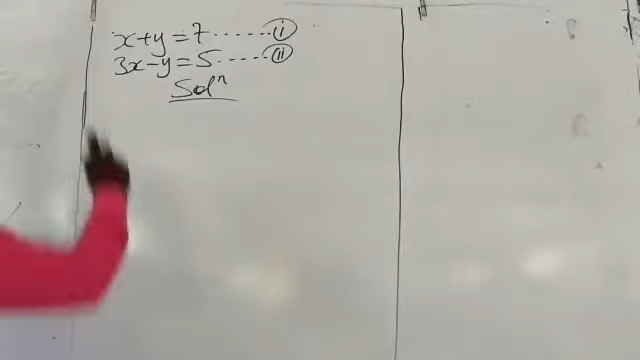 x+y=7.......(i)
3x-y=5......(ii)
Solⁿ